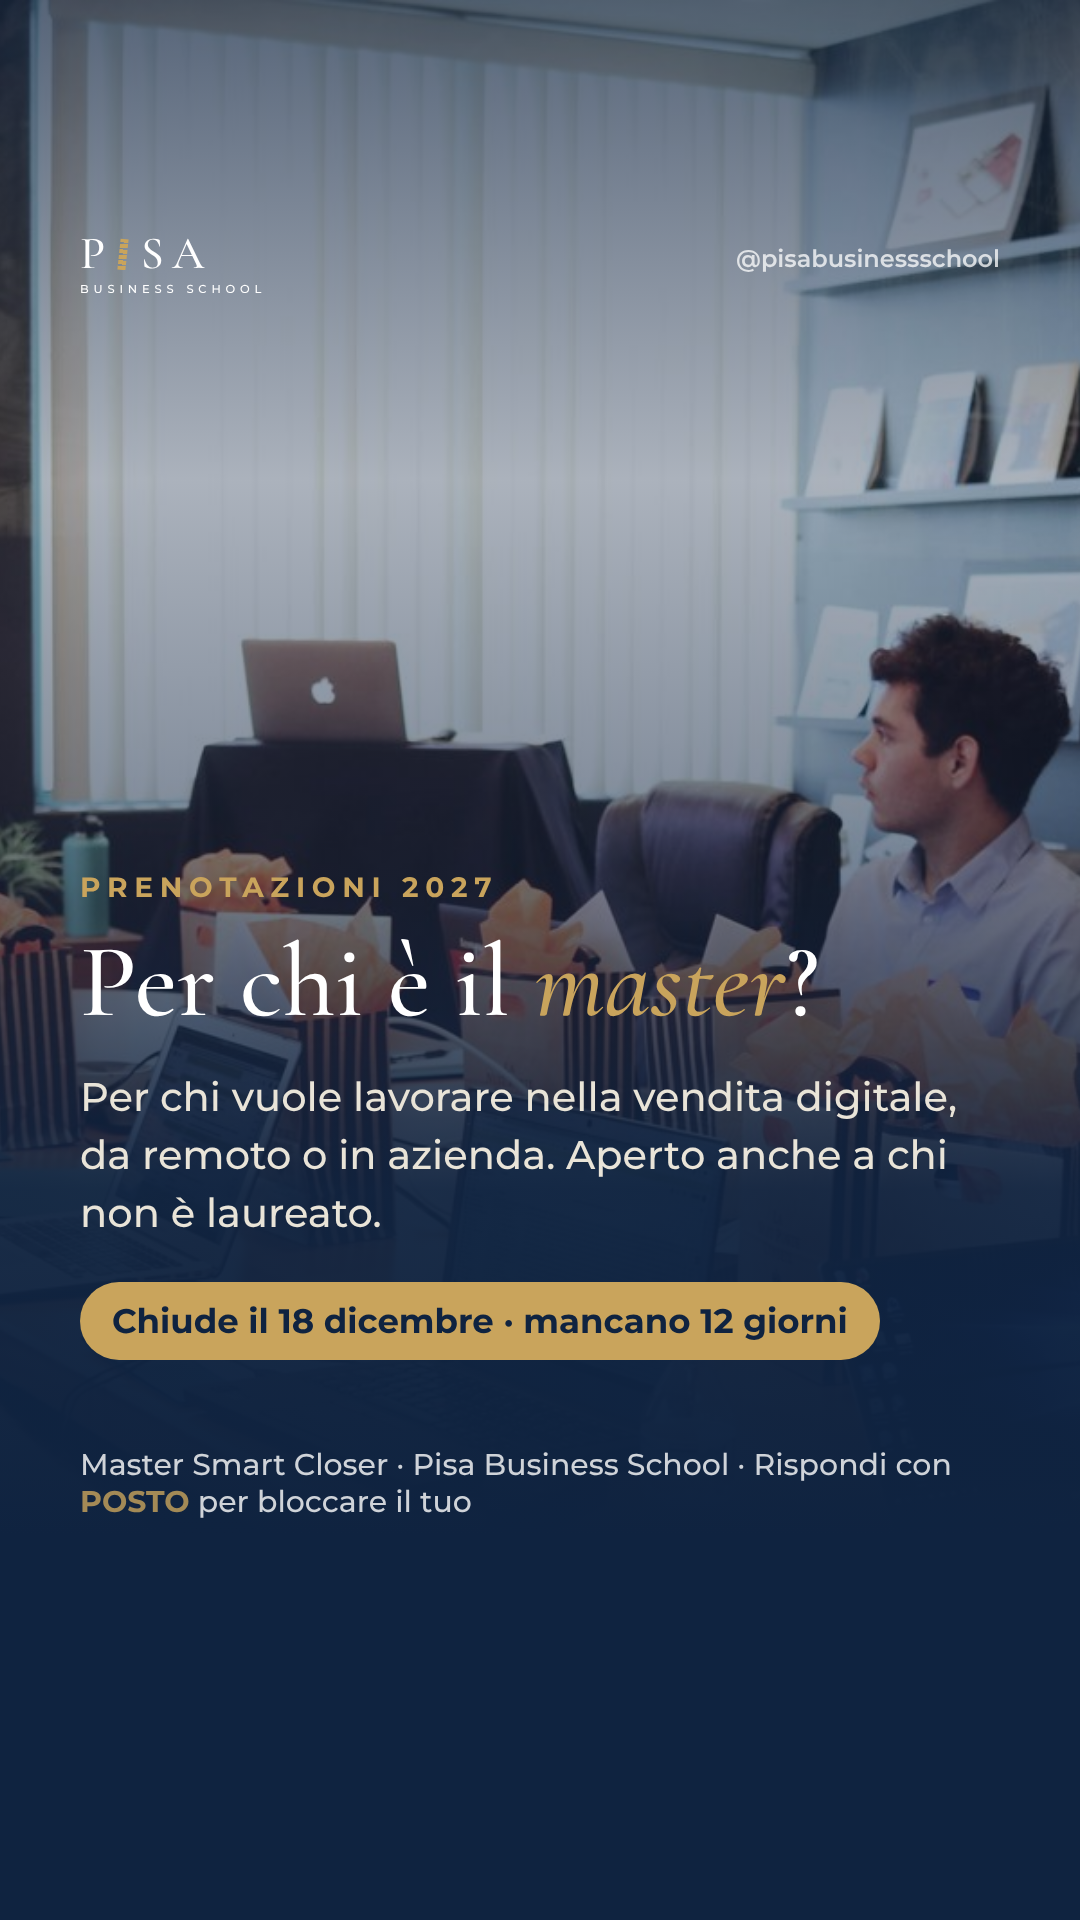 PISA
BUSINESS SCHOOL
@pisabusinessschool
PRENOTAZIONI 2027
Per chi è il master?
Per chi vuole lavorare nella vendita digitale,
da remoto o in azienda. Aperto anche a chi
non è laureato.
Chiude il 18 dicembre · mancano 12 giorni
Master Smart Closer · Pisa Business School · Rispondi con
POSTO per bloccare il tuo